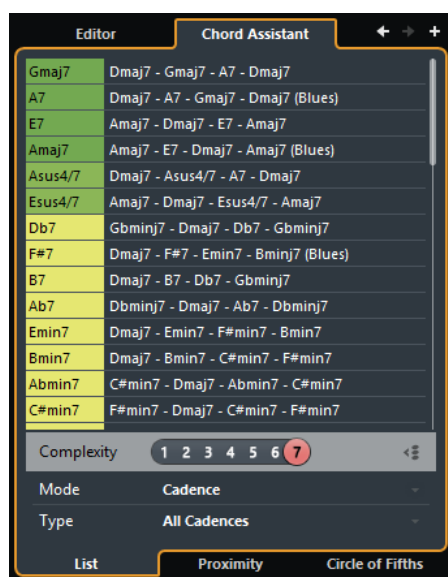 Editor Chord Assistant
Gmaj7 Dmaj7 - Gmaj7 - A7 - Dmaj7
A7 Dmaj7 - A7 - Gmaj7 - Dmaj7 (Blues)
E7 Amaj7 - Dmaj7 - E7 - Amaj7
Amaj7 Amaj7 - E7 - Dmaj7 - Amaj7 (Blues)
Asus4/7 Dmaj7 - Asus4/7 - A7 - Dmaj7
Esus4/7 Amaj7 - Dmaj7 - Esus4/7 - Amaj7
Db7 Gbminj7 - Dmaj7 - Db7 - Gbminj7
F#7 Dmaj7 - F#7 - Emin7 - Bminj7 (Blues)
B7 Dmaj7 - B7 - Db7 - Gbminj7
Ab7 Dbminj7 - Dmaj7 - Ab7 - Dbminj7
Emin7 Dmaj7 - Emin7 - F#min7 - Bmin7
Bmin7 Dmaj7 - Bmin7 - C#min7 - F#min7
Abmin7 C#min7 - Dmaj7 - Abmin7 - C#min7
C#min7 F#min7 - Dmaj7 - C#min7 - F#min7
Complexity 1 2 3 4 5 6 7
Mode Cadence
Type All Cadences
List Proximity Circle of Fifths